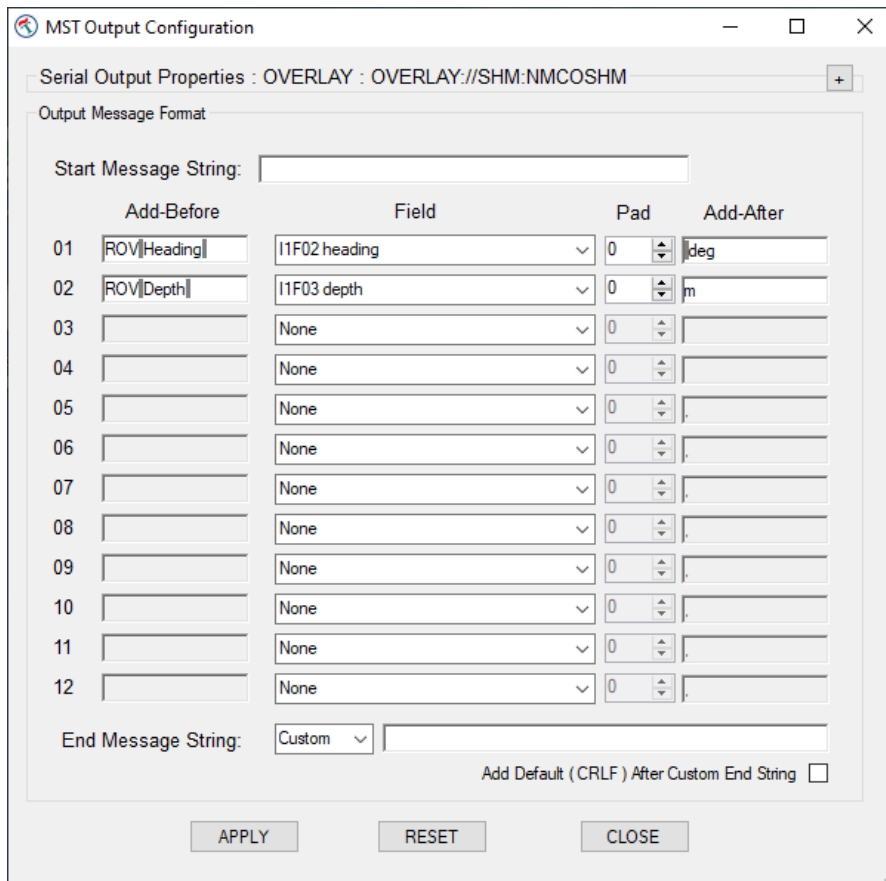 MST Output Configuration
Serial Output Properties : OVERLAY : OVERLAY://SHM:NMCOSHM
+
Output Message Format
Start Message String:
Add-Before Field Pad Add-After
01 ROV Heading I1F02 heading 0 deg
02 ROV Depth I1F03 depth 0 m
03 None 0
04 None 0
05 None 0 ,
06 None 0 ,
07 None 0 ,
08 None 0 ,
09 None 0 ,
10 None 0 ,
11 None 0 ,
12 None 0 ,
End Message String: Custom
Add Default ( CRLF ) After Custom End String
APPLY RESET CLOSE